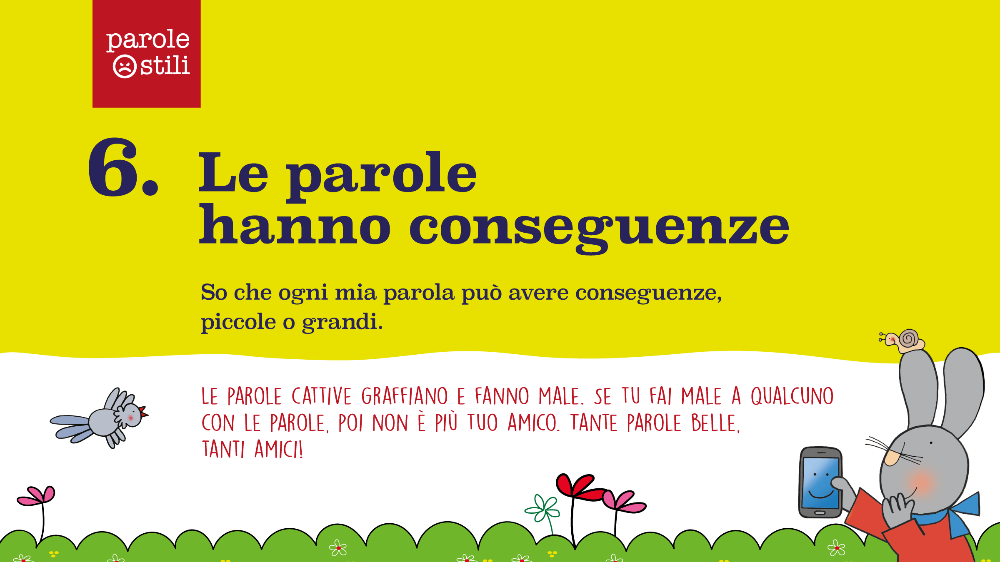 parole
ostili
6.
Le parole
hanno conseguenze
So che ogni mia parola può avere conseguenze,
piccole o grandi.
LE PAROLE CATTIVE GRAFFIANO E FANNO MALE. SE TU FAI MALE A QUALCUNO
CON LE PAROLE, POI NON È PIÙ TUO AMICO. TANTE PAROLE BELLE,
TANTI AMICI!